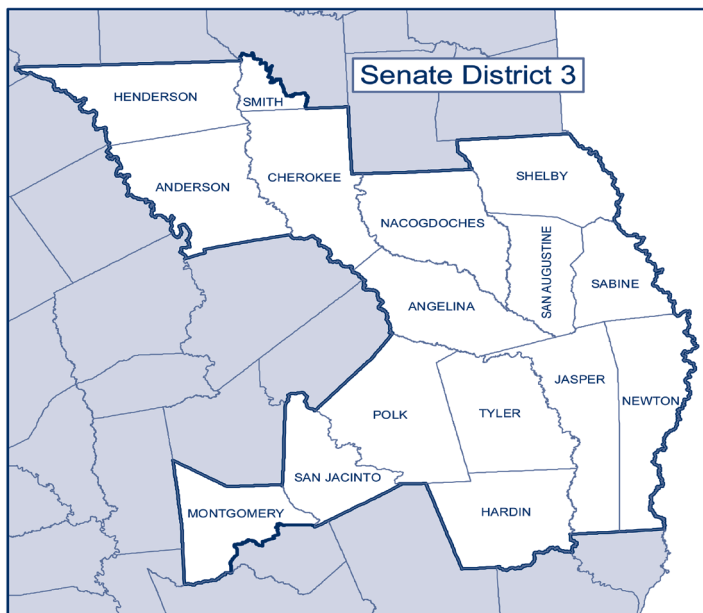 Senate District 3
HENDERSON
SMITH
SHELBY
CHEROKEE
ANDERSON
NACOGDOCHES
SAN AUGUSTINE
SABINE
ANGELINA
JASPER
NEWTON
POLK
TYLER
SAN JACINTO
MONTGOMERY
HARDIN